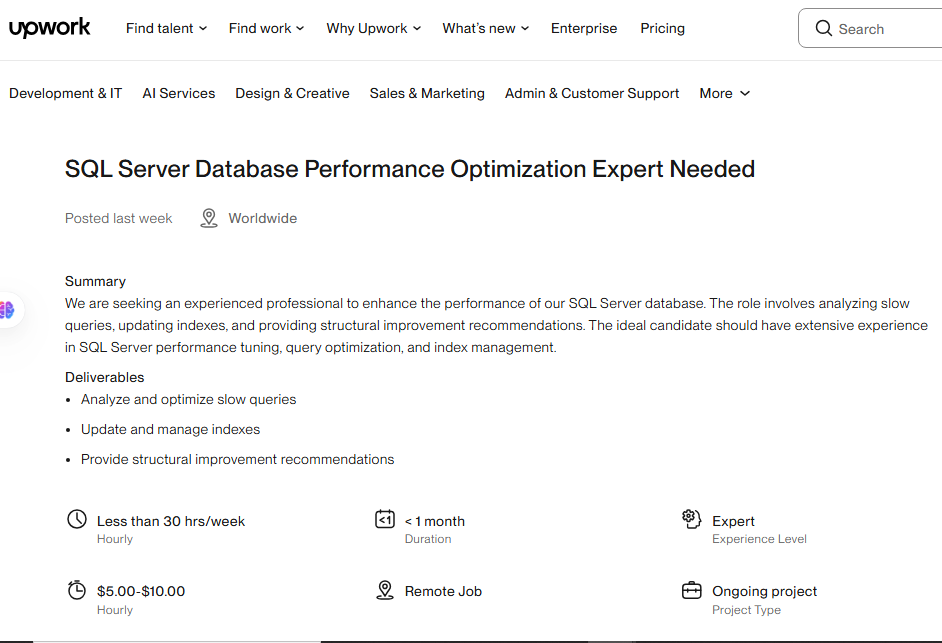 upwork Find talent Find work Why Upwork What's new Enterprise Pricing Search
Development & IT AI Services Design & Creative Sales & Marketing Admin & Customer Support More
SQL Server Database Performance Optimization Expert Needed
Posted last week Worldwide
Summary
We are seeking an experienced professional to enhance the performance of our SQL Server database. The role involves analyzing slow
queries, updating indexes, and providing structural improvement recommendations. The ideal candidate should have extensive experience
in SQL Server performance tuning, query optimization, and index management.
Deliverables
• Analyze and optimize slow queries
• Update and manage indexes
• Provide structural improvement recommendations
Less than 30 hrs/week <1 < 1 month Expert
Hourly Duration Experience Level
$5.00-$10.00 Remote Job Ongoing project
Hourly Project Type